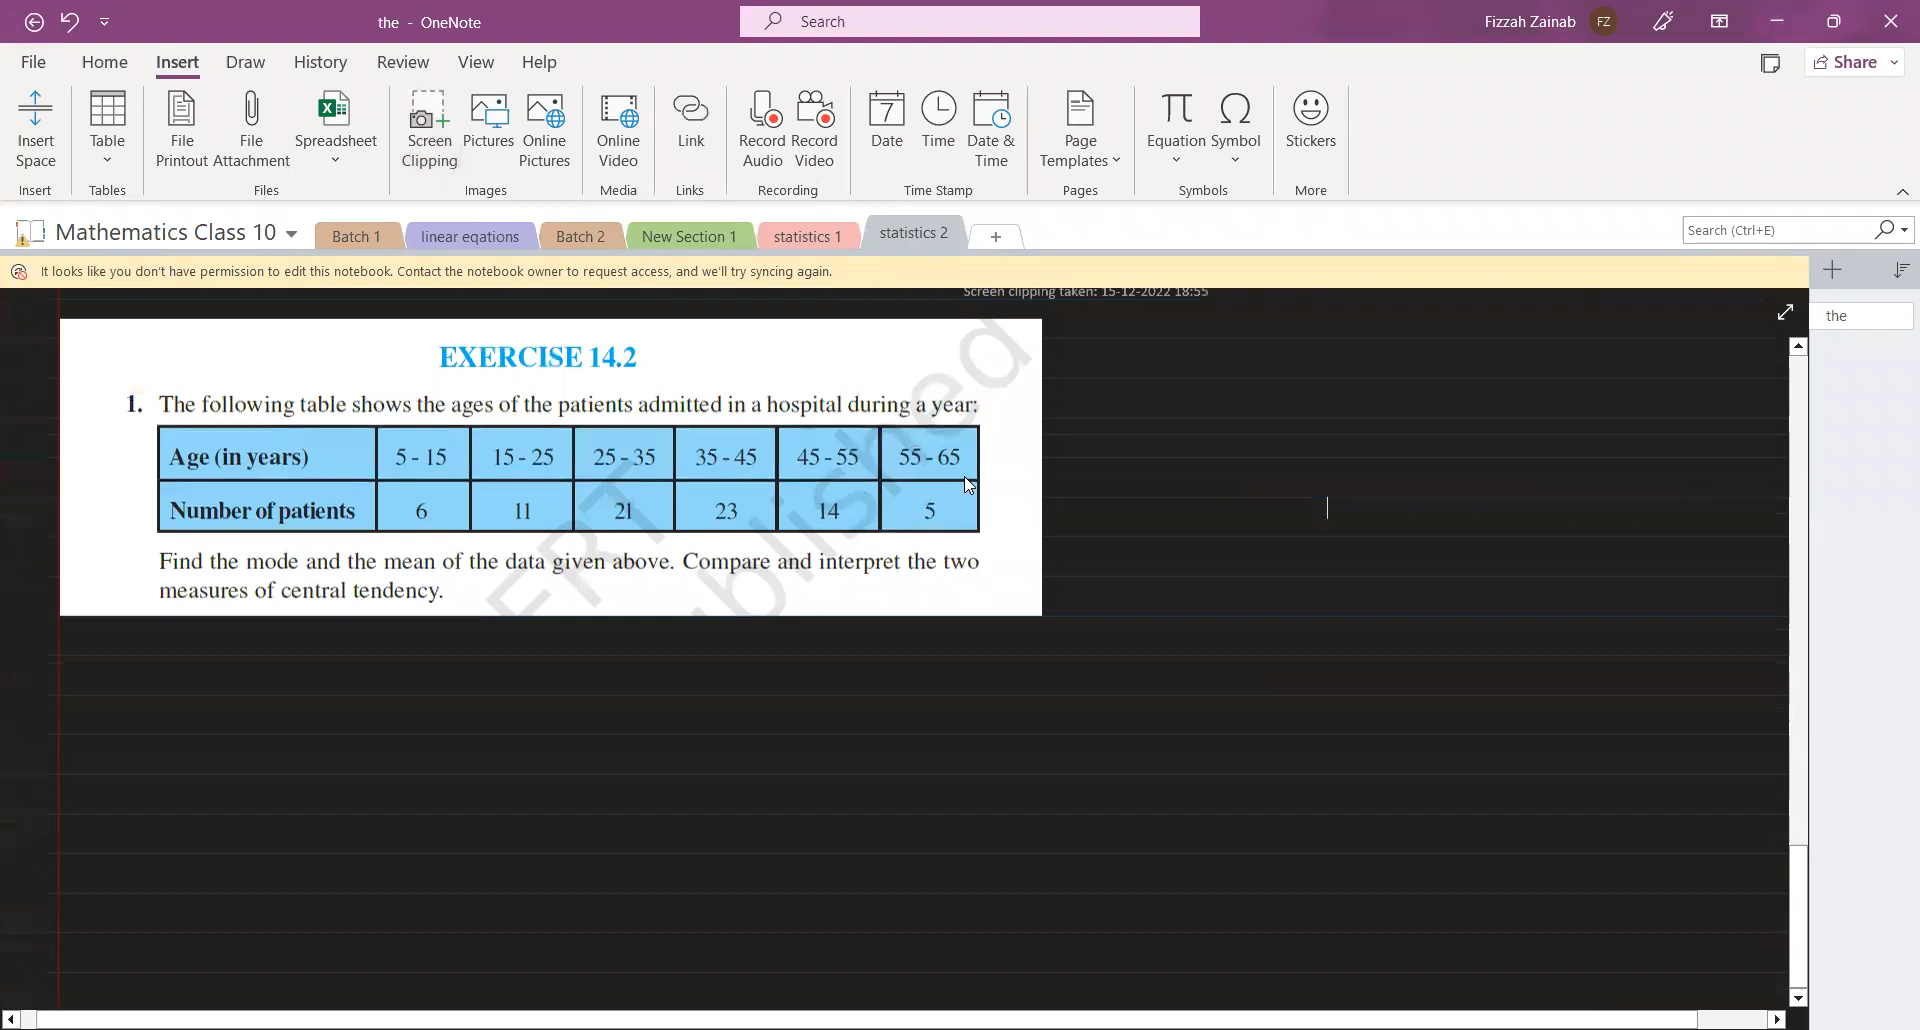 the - OneNote
Search
Fizzah Zainab
FZ
File Home Insert Draw History Review View Help
Share
Insert Space
Table
File Printout
File Attachment
Spreadsheet
Screen Clipping
Pictures
Online Pictures
Online Video
Link
Record Audio
Record Video
7
Date
Time
Date & Time
Page Templates
π
Equation
Ω
Symbol
Stickers
Insert Tables Files Images Media Links Recording Time Stamp Pages Symbols More
Mathematics Class 10
Batch 1 linear eqations Batch 2 New Section 1 statistics 1 statistics 2 +
Search (Ctrl+E)
It looks like you don't have permission to edit this notebook. Contact the notebook owner to request access, and we'll try syncing again.
Screen clipping taken: 15-12-2022 18:55
the
EXERCISE 14.2
1. The following table shows the ages of the patients admitted in a hospital during a year:
Age (in years) 5 - 15 15 - 25 25 - 35 35 - 45 45 - 55 55 - 65
Number of patients 6 11 21 23 14 5
Find the mode and the mean of the data given above. Compare and interpret the two
measures of central tendency.